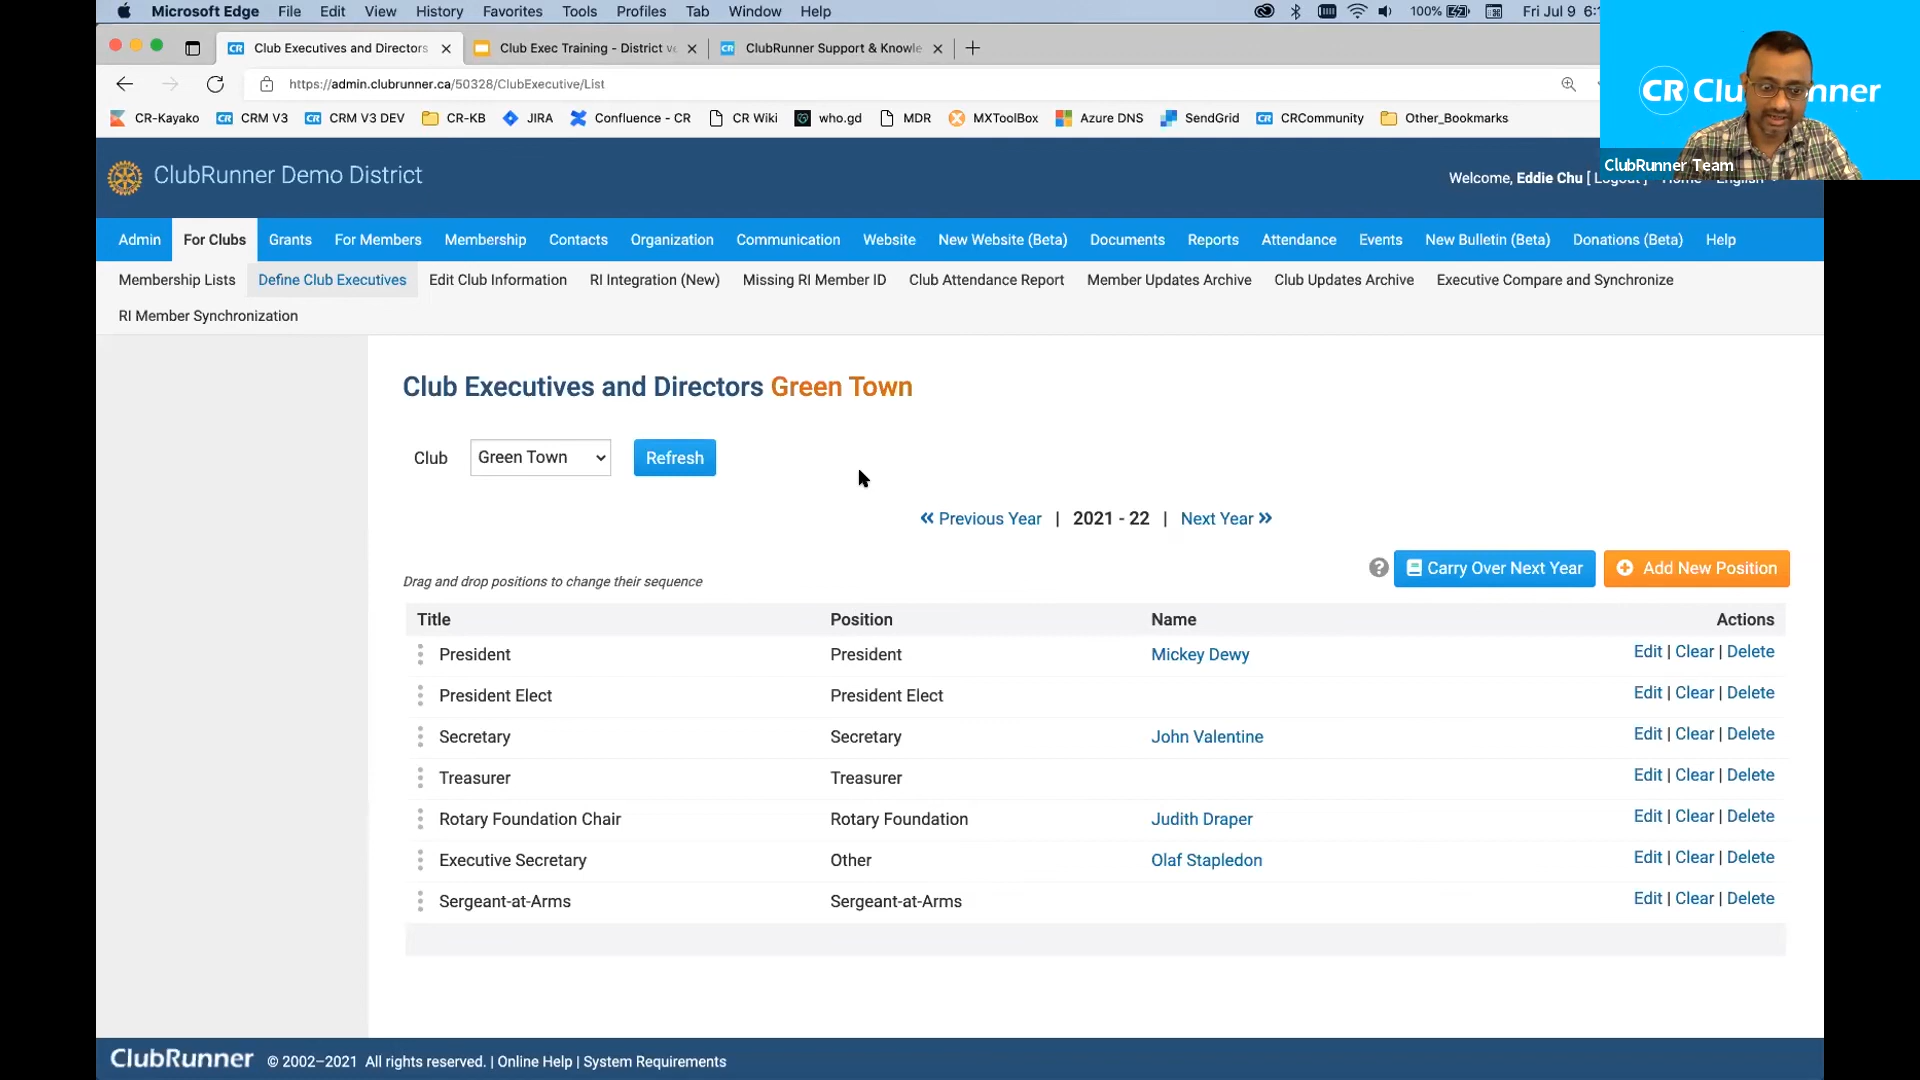 Microsoft Edge File Edit View History Favorites Tools Profiles Tab Window Help 100% Fri Jul 9
Club Executives and Directors Club Exec Training - District ClubRunner Support &
https://admin.clubrunner.ca/50328/ClubExecutive/List
CR-Kayako CRM V3 CRM V3 DEV CR-KB JIRA Confluence - CR CR Wiki who.gd MDR MXToolBox Azure DNS SendGrid CRCommunity Other_Bookmarks
ClubRunner Team
ClubRunner Demo District
Welcome, Eddie Chu [ Logout ] Home English
Admin For Clubs Grants For Members Membership Contacts Organization Communication Website New Website (Beta) Documents Reports Attendance Events New Bulletin (Beta) Donations (Beta) Help
Membership Lists Define Club Executives Edit Club Information RI Integration (New) Missing RI Member ID Club Attendance Report Member Updates Archive Club Updates Archive Executive Compare and Synchronize
RI Member Synchronization
Club Executives and Directors Green Town
Club Green Town Refresh
« Previous Year | 2021 - 22 | Next Year »
? Carry Over Next Year Add New Position
Drag and drop positions to change their sequence
Title Position Name Actions
President President Mickey Dewy Edit | Clear | Delete
President Elect President Elect Edit | Clear | Delete
Secretary Secretary John Valentine Edit | Clear | Delete
Treasurer Treasurer Edit | Clear | Delete
Rotary Foundation Chair Rotary Foundation Judith Draper Edit | Clear | Delete
Executive Secretary Other Olaf Stapledon Edit | Clear | Delete
Sergeant-at-Arms Sergeant-at-Arms Edit | Clear | Delete
ClubRunner © 2002–2021 All rights reserved. | Online Help | System Requirements